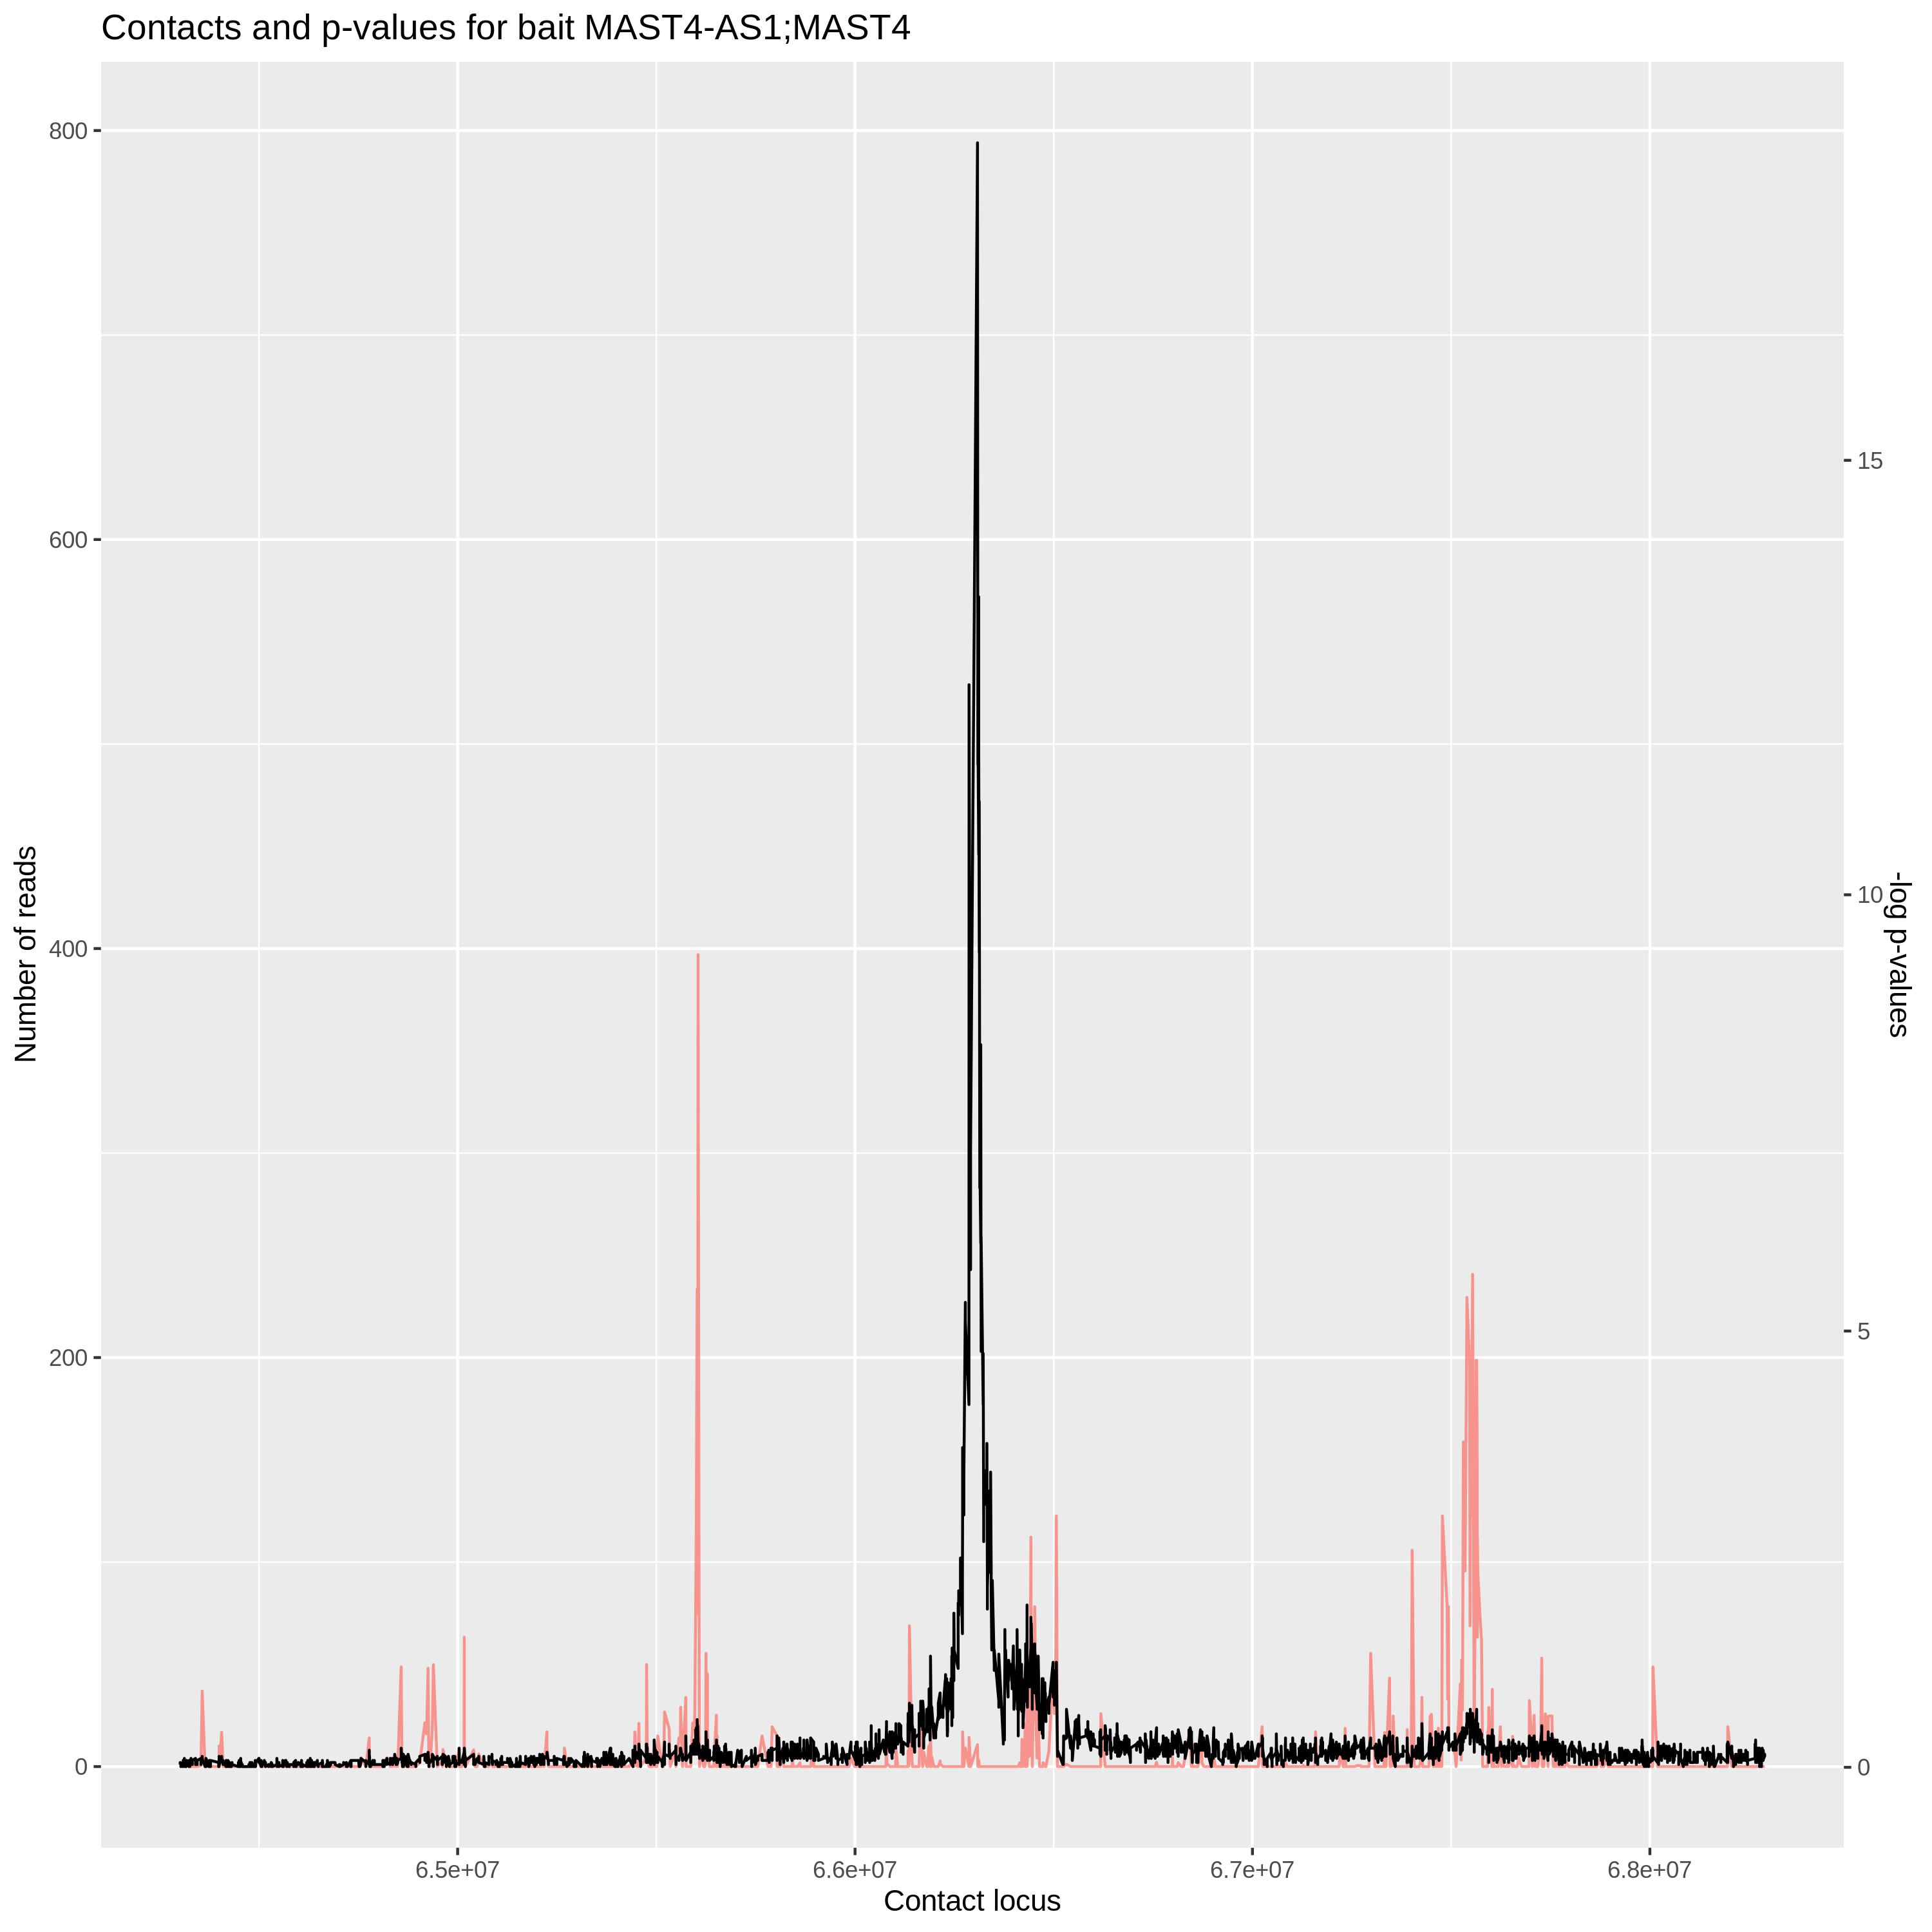 Contacts and p-values for bait MAST4-AS1;MAST4
800
600
400
200
0
Number of reads
15
10
5
0
-log p-values
6.5e+07 6.6e+07 6.7e+07 6.8e+07
Contact locus